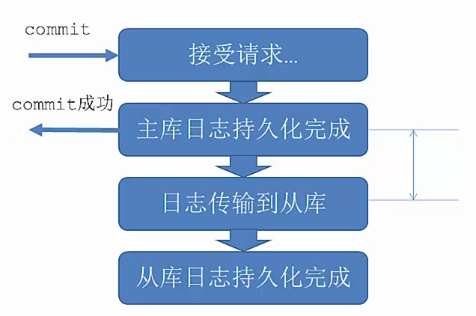 commit
接受请求...
commit成功
主库日志持久化完成
日志传输到从库
从库日志持久化完成